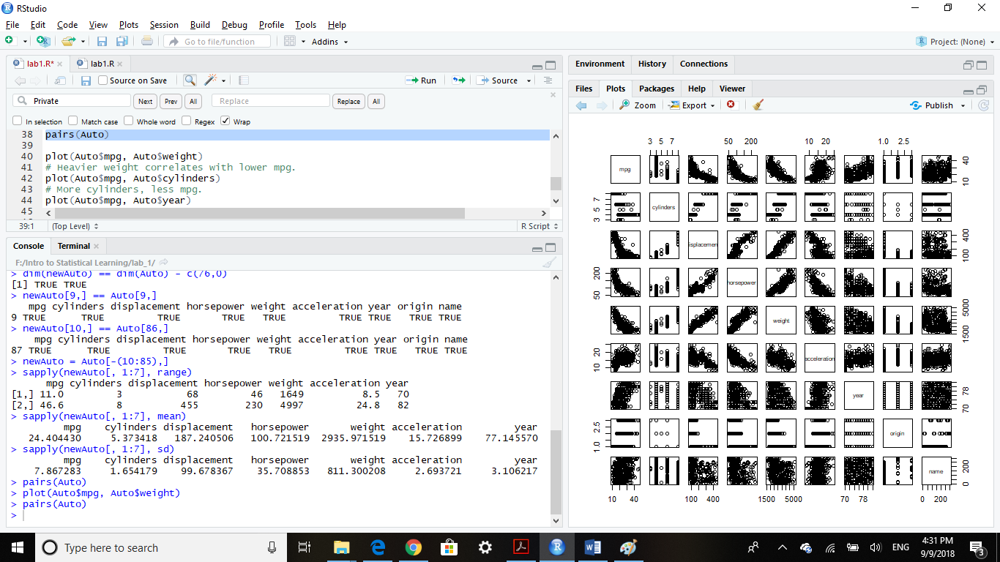 RStudio
File Edit Code View Plots Session Build Debug Profile Tools Help
Go to file/function Addins Project: (None)
lab1.R* lab1.R
Source on Save Run Source
Private Next Prev All Replace Replace All
In selection Match case Whole word Regex Wrap
38 pairs(Auto)
39
40 plot(Auto$mpg, Auto$weight)
41 # Heavier weight correlates with lower mpg.
42 plot(Auto$mpg, Auto$cylinders)
43 # More cylinders, less mpg.
44 plot(Auto$mpg, Auto$year)
45
39:1 (Top Level) R Script
Console Terminal
F:/Intro to Statistical Learning/lab_1/
> dim(newAuto) == dim(Auto) - c(76,0)
[1] TRUE TRUE
> newAuto[9,] == Auto[9,]
mpg cylinders displacement horsepower weight acceleration year origin name
9 TRUE TRUE TRUE TRUE TRUE TRUE TRUE TRUE TRUE
> newAuto[10,] == Auto[86,]
mpg cylinders displacement horsepower weight acceleration year origin name
87 TRUE TRUE TRUE TRUE TRUE TRUE TRUE TRUE TRUE
> newAuto = Auto[-(10:85),]
> sapply(newAuto[, 1:7], range)
mpg cylinders displacement horsepower weight acceleration year
[1,] 11.0 3 68 46 1649 8.5 70
[2,] 46.6 8 455 230 4997 24.8 82
> sapply(newAuto[, 1:7], mean)
mpg cylinders displacement horsepower weight acceleration year
24.404430 5.373418 187.240506 100.721519 2935.971519 15.726899 77.145570
> sapply(newAuto[, 1:7], sd)
mpg cylinders displacement horsepower weight acceleration year
7.867283 1.654179 99.678367 35.708853 811.300208 2.693721 3.106217
> pairs(Auto)
> plot(Auto$mpg, Auto$weight)
> pairs(Auto)
>
Environment History Connections
Files Plots Packages Help Viewer
Zoom Export Publish
3 5 7 50 200 10 20 1.0 2.5
mpg 10 40
3 5 7 cylinders
isplacemen 100 400
50 200 horsepower
weight 1500 5000
10 20 acceleration
year 70 78
1.0 2.5 origin
name 0 200
10 40 100 400 1500 5000 70 78 0 200
Type here to search
ENG
4:31 PM
9/9/2018
3